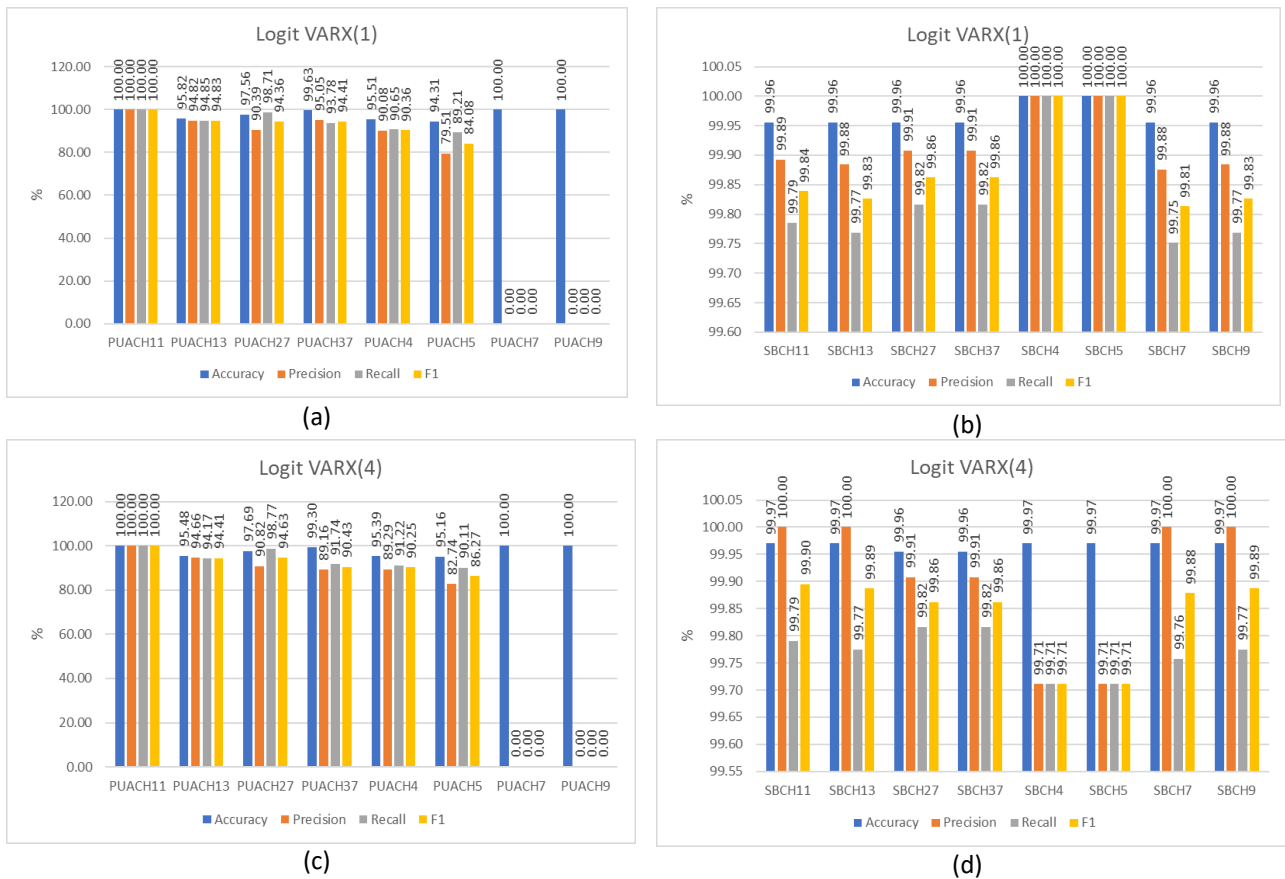 Logit VARX(1)
120.00
100.00
80.00
60.00
40.00
20.00
0.00
%
100.00 100.00 100.00 100.00
95.82 94.82 94.85 94.83
97.56 90.39 98.71 94.36
99.63 95.05 93.78 94.41
95.51 90.08 90.65 90.36
94.31 79.51 89.21 84.08
100.00 0.00 0.00 0.00
100.00 0.00 0.00 0.00
PUACH11 PUACH13 PUACH27 PUACH37 PUACH4 PUACH5 PUACH7 PUACH9
Accuracy Precision Recall F1
(a)
Logit VARX(1)
100.05
100.00
99.95
99.90
99.85
99.80
99.75
99.70
99.65
99.60
%
99.96 99.89 99.79 99.84
99.96 99.88 99.77 99.83
99.96 99.91 99.82 99.86
99.96 99.91 99.82 99.86
100.00 100.00 100.00 100.00
100.00 100.00 100.00 100.00
99.96 99.88 99.75 99.81
99.96 99.88 99.77 99.83
SBCH11 SBCH13 SBCH27 SBCH37 SBCH4 SBCH5 SBCH7 SBCH9
Accuracy Precision Recall F1
(b)
Logit VARX(4)
120.00
100.00
80.00
60.00
40.00
20.00
0.00
%
100.00 100.00 100.00 100.00
95.48 94.66 94.17 94.41
97.69 90.82 98.77 94.63
99.30 89.16 91.74 90.43
95.39 89.29 91.22 90.25
95.16 82.74 90.11 86.27
100.00 0.00 0.00 0.00
100.00 0.00 0.00 0.00
PUACH11 PUACH13 PUACH27 PUACH37 PUACH4 PUACH5 PUACH7 PUACH9
Accuracy Precision Recall F1
(c)
Logit VARX(4)
100.05
100.00
99.95
99.90
99.85
99.80
99.75
99.70
99.65
99.60
99.55
%
99.97 100.00 99.79 99.90
99.97 100.00 99.77 99.89
99.96 99.91 99.82 99.86
99.96 99.91 99.82 99.86
99.97 99.71 99.71 99.71
99.97 99.71 99.71 99.71
99.97 100.00 99.76 99.88
99.97 100.00 99.77 99.89
SBCH11 SBCH13 SBCH27 SBCH37 SBCH4 SBCH5 SBCH7 SBCH9
Accuracy Precision Recall F1
(d)